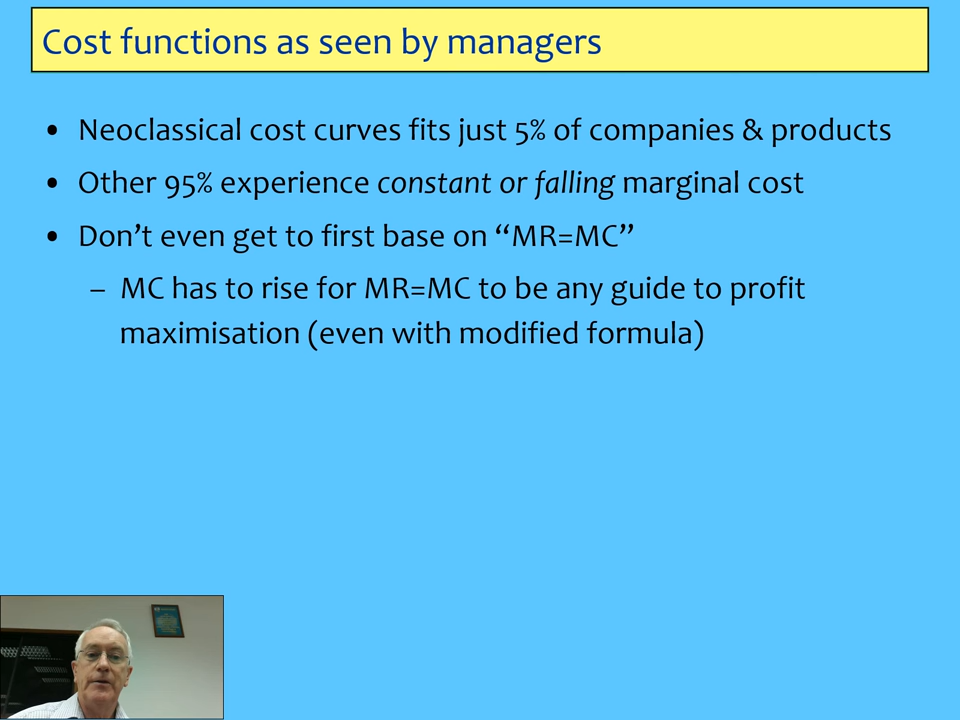 Cost functions as seen by managers
• Neoclassical cost curves fits just 5% of companies & products
• Other 95% experience constant or falling marginal cost
• Don’t even get to first base on “MR=MC”
– MC has to rise for MR=MC to be any guide to profit
maximisation (even with modified formula)